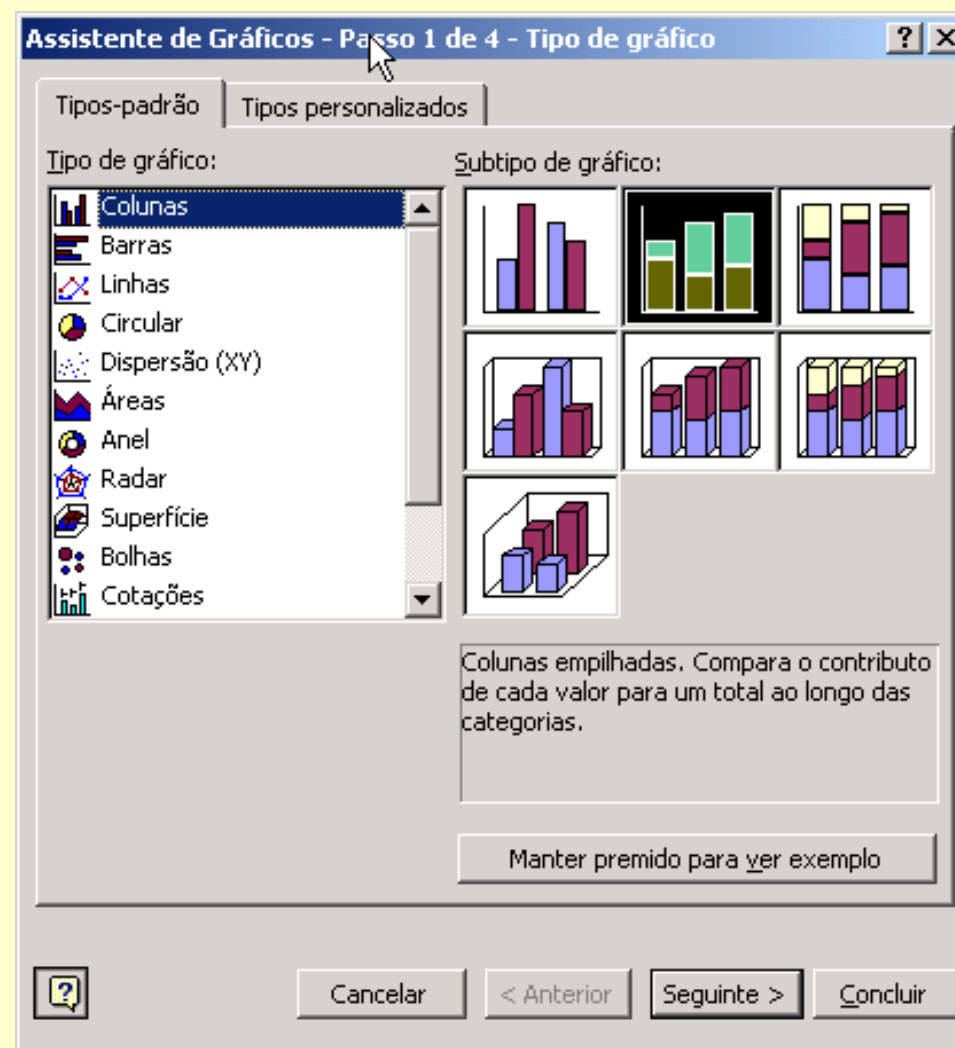 Assistente de Gráficos - Passo 1 de 4 - Tipo de gráfico
Tipos-padrão
Tipos personalizados
Tipo de gráfico:
Colunas
Barras
Linhas
Circular
Dispersão (XY)
Áreas
Anel
Radar
Superfície
Bolhas
Cotações
Subtipo de gráfico:
Colunas empilhadas. Compara o contributo
de cada valor para um total ao longo das
categorias.
Manter premido para ver exemplo
Cancelar
< Anterior
Seguinte >
Concluir